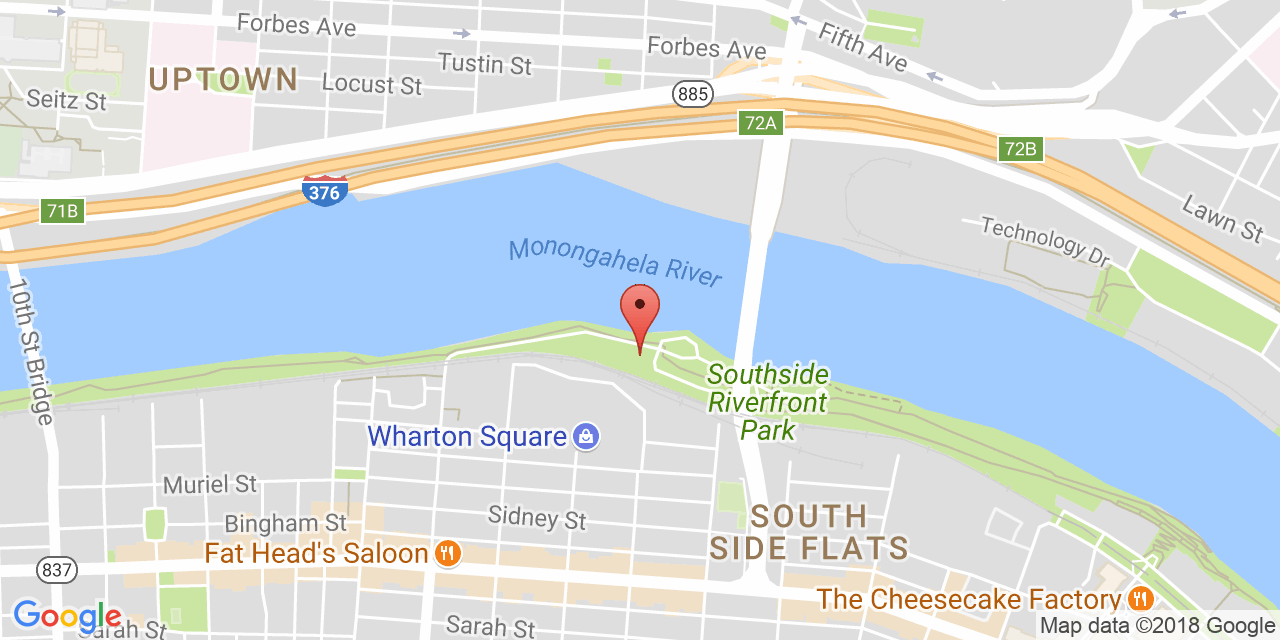 Forbes Ave
Forbes Ave
Fifth Ave
Tustin St
UPTOWN
Locust St
Seitz St
885
72A
72B
376
71B
Lawn St
Technology Dr
Monongahela River
10th St Bridge
Southside
Riverfront
Park
Wharton Square
Muriel St
Bingham St
Sidney St
SOUTH
SIDE FLATS
Fat Head's Saloon
837
The Cheesecake Factory
Google
Sarah St
Sarah St
Map data ©2018 Google